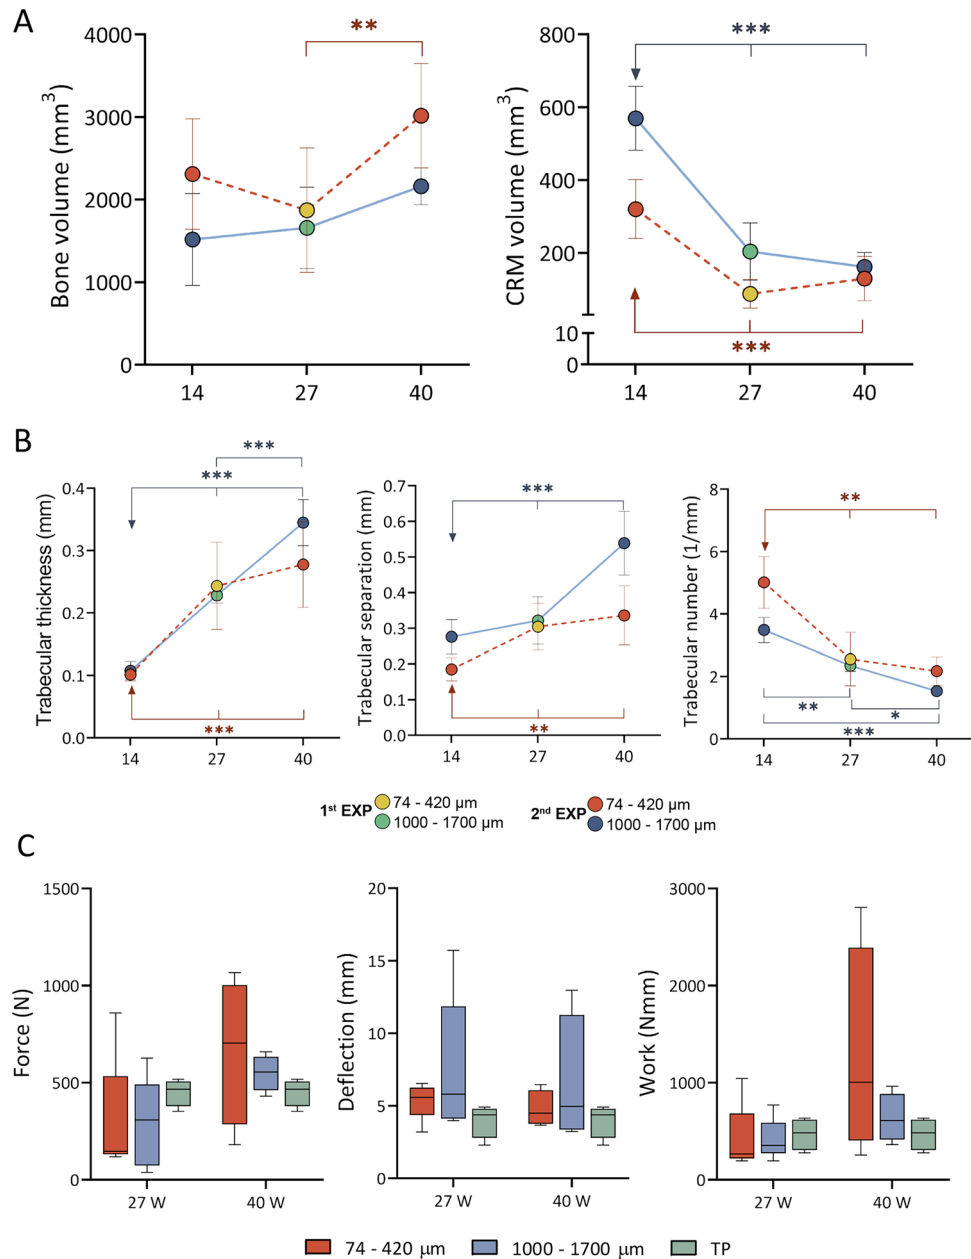 A
4000
3000
2000
1000
0
Bone volume (mm³)
**
14
27
40
800
600
400
200
10
0
CRM volume (mm³)
***
***
14
27
40
B
0.4
0.3
0.2
0.1
0.0
Trabecular thickness (mm)
***
***
***
14
27
40
0.7
0.6
0.5
0.4
0.3
0.2
0.1
0.0
Trabecular separation (mm)
***
**
14
27
40
8
6
4
2
0
Trabecular number (1/mm)
**
**
*
***
14
27
40
1st EXP
74 - 420 µm
1000 - 1700 µm
2nd EXP
74 - 420 µm
1000 - 1700 µm
C
1500
1000
500
0
Force (N)
27 W
40 W
20
15
10
5
0
Deflection (mm)
27 W
40 W
3000
2000
1000
0
Work (Nmm)
27 W
40 W
74 - 420 µm
1000 - 1700 µm
TP